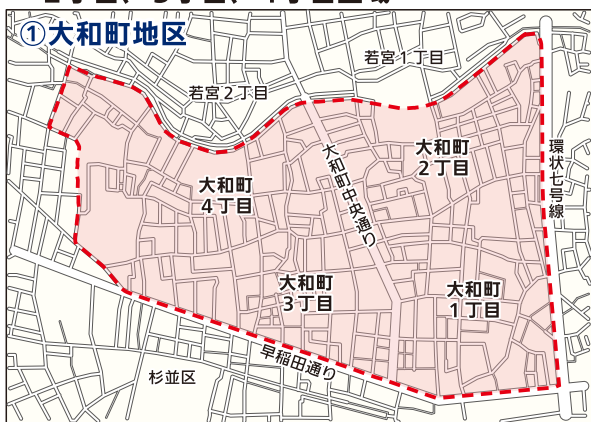 ①大和町地区
若宮1丁目
若宮2丁目
大和町
2丁目
環状七号線
大和町中央通り
大和町
4丁目
大和町
3丁目
大和町
1丁目
早稲田通り
杉並区